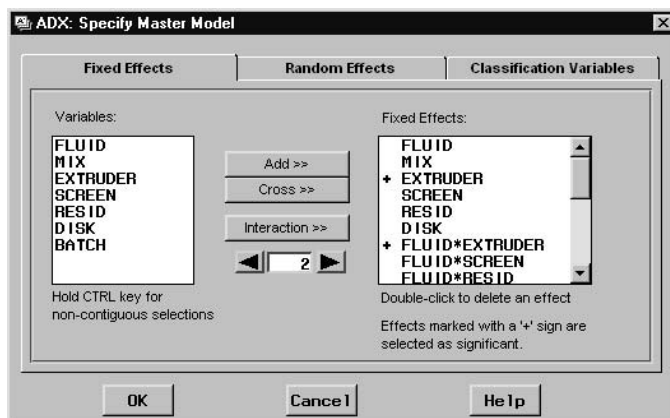 ADX: Specify Master Model
Fixed Effects
Random Effects
Classification Variables
Variables:
FLUID
MIX
EXTRUDER
SCREEN
RESID
DISK
BATCH
Hold CTRL key for
non-contiguous selections
Add >>
Cross >>
Interaction >>
2
Fixed Effects:
FLUID
MIX
+ EXTRUDER
SCREEN
RESID
DISK
+ FLUID*EXTRUDER
FLUID*SCREEN
FLUID*RESID
Double-click to delete an effect
Effects marked with a '+' sign are
selected as significant.
OK
Cancel
Help